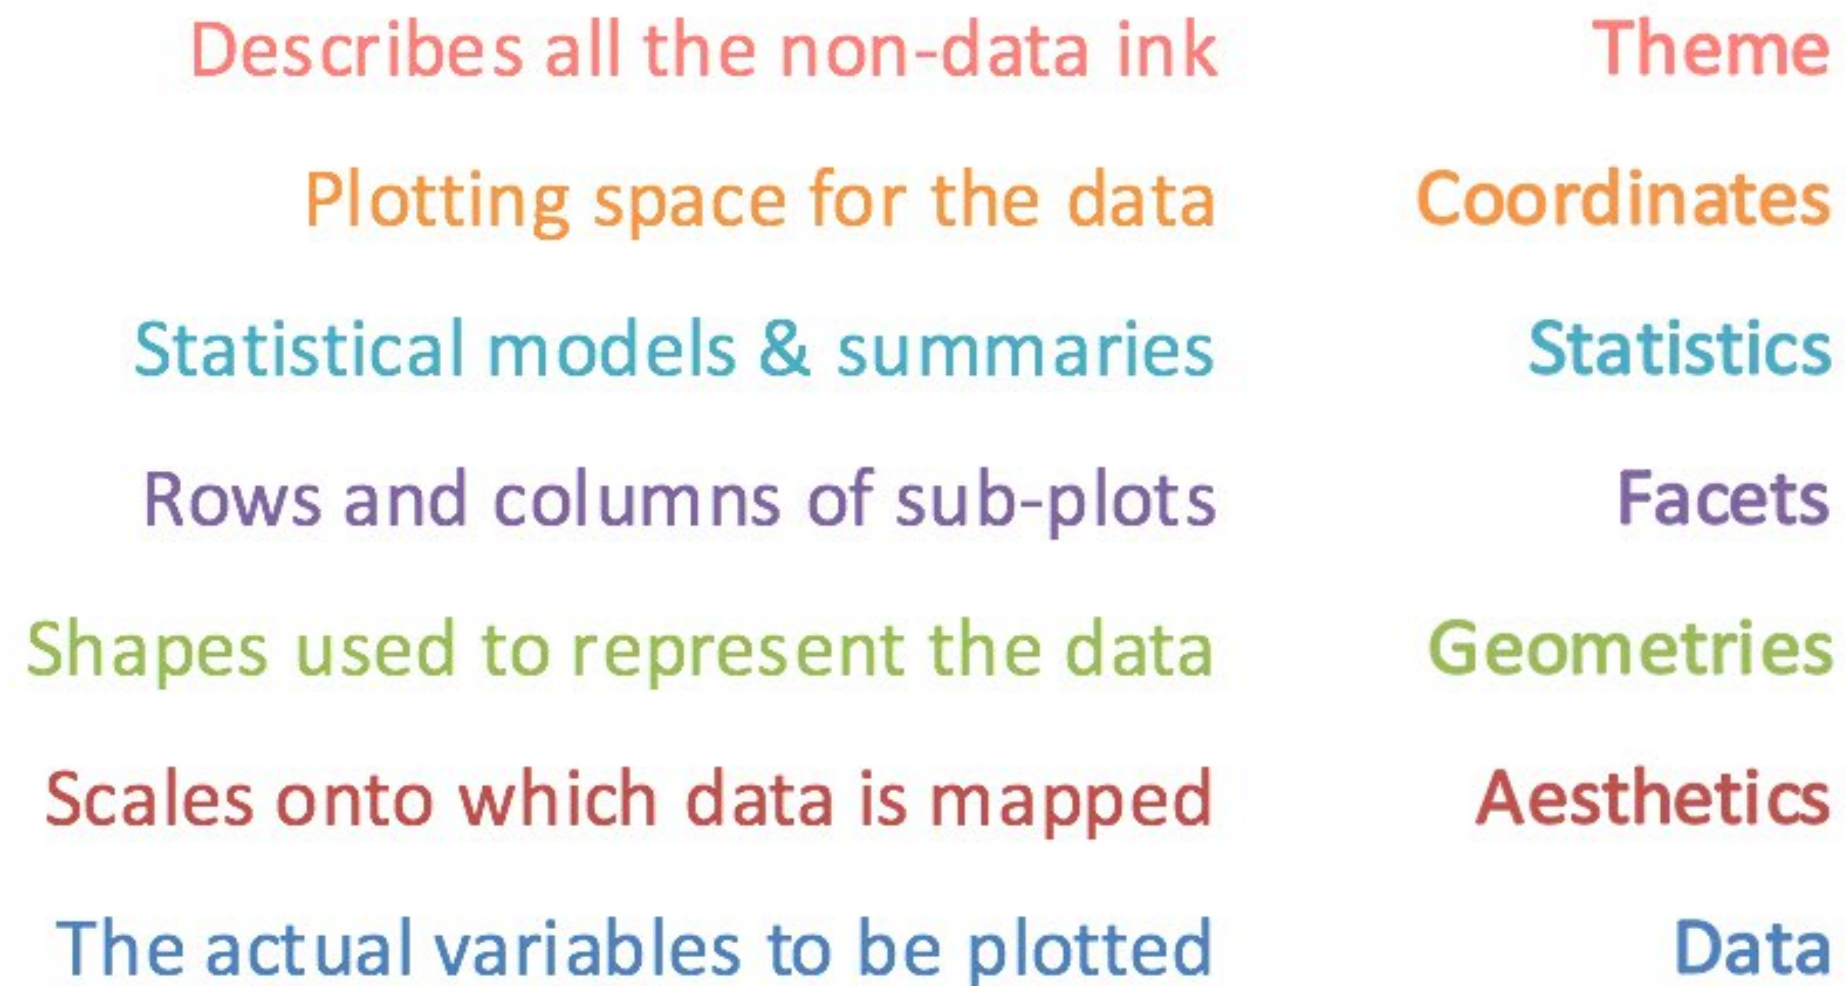 Describes all the non-data ink Theme
Plotting space for the data Coordinates
Statistical models & summaries Statistics
Rows and columns of sub-plots Facets
Shapes used to represent the data Geometries
Scales onto which data is mapped Aesthetics
The actual variables to be plotted Data